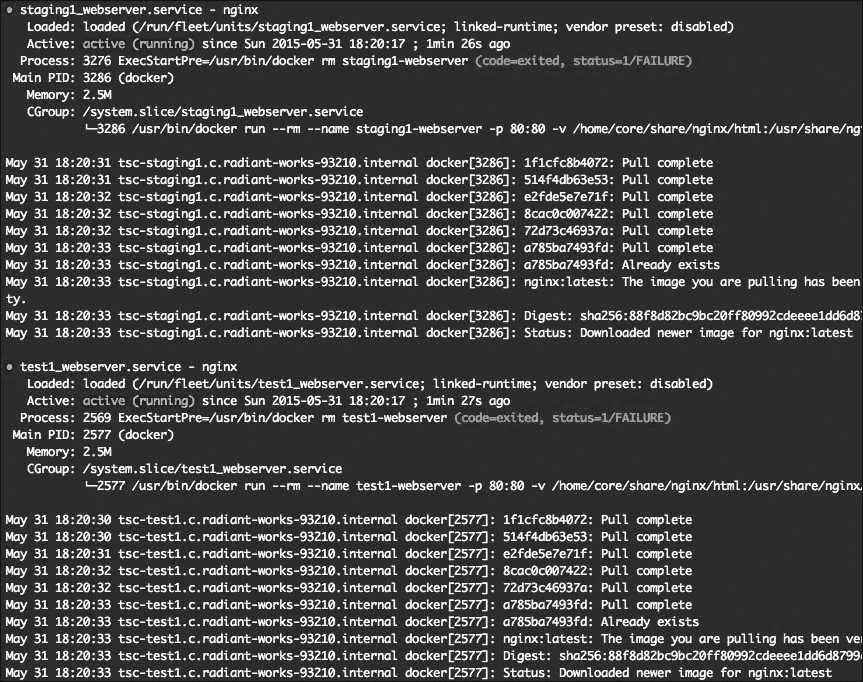 ● staging1_webserver.service - nginx
Loaded: loaded (/run/fleet/units/staging1_webserver.service; linked-runtime; vendor preset: disabled)
Active: active (running) since Sun 2015-05-31 18:20:17 ; 1min 26s ago
Process: 3276 ExecStartPre=/usr/bin/docker rm staging1-webserver (code=exited, status=1/FAILURE)
Main PID: 3286 (docker)
Memory: 2.5M
CGroup: /system.slice/staging1_webserver.service
└─3286 /usr/bin/docker run --rm --name staging1-webserver -p 80:80 -v /home/core/share/nginx/html:/usr/share/ng
May 31 18:20:31 tsc-staging1.c.radiant-works-93210.internal docker[3286]: 1f1cfc8b4072: Pull complete
May 31 18:20:31 tsc-staging1.c.radiant-works-93210.internal docker[3286]: 514f4db63e53: Pull complete
May 31 18:20:32 tsc-staging1.c.radiant-works-93210.internal docker[3286]: e2fde5e7e71f: Pull complete
May 31 18:20:32 tsc-staging1.c.radiant-works-93210.internal docker[3286]: 8cac0c007422: Pull complete
May 31 18:20:32 tsc-staging1.c.radiant-works-93210.internal docker[3286]: 72d73c46937a: Pull complete
May 31 18:20:33 tsc-staging1.c.radiant-works-93210.internal docker[3286]: a785ba7493fd: Pull complete
May 31 18:20:33 tsc-staging1.c.radiant-works-93210.internal docker[3286]: a785ba7493fd: Already exists
May 31 18:20:33 tsc-staging1.c.radiant-works-93210.internal docker[3286]: nginx:latest: The image you are pulling has been
ty.
May 31 18:20:33 tsc-staging1.c.radiant-works-93210.internal docker[3286]: Digest: sha256:88f8d82bc9bc20ff80992cdeeee1dd6d8
May 31 18:20:33 tsc-staging1.c.radiant-works-93210.internal docker[3286]: Status: Downloaded newer image for nginx:latest
● test1_webserver.service - nginx
Loaded: loaded (/run/fleet/units/test1_webserver.service; linked-runtime; vendor preset: disabled)
Active: active (running) since Sun 2015-05-31 18:20:17 ; 1min 27s ago
Process: 2569 ExecStartPre=/usr/bin/docker rm test1-webserver (code=exited, status=1/FAILURE)
Main PID: 2577 (docker)
Memory: 2.5M
CGroup: /system.slice/test1_webserver.service
└─2577 /usr/bin/docker run --rm --name test1-webserver -p 80:80 -v /home/core/share/nginx/html:/usr/share/nginx/
May 31 18:20:30 tsc-test1.c.radiant-works-93210.internal docker[2577]: 1f1cfc8b4072: Pull complete
May 31 18:20:30 tsc-test1.c.radiant-works-93210.internal docker[2577]: 514f4db63e53: Pull complete
May 31 18:20:31 tsc-test1.c.radiant-works-93210.internal docker[2577]: e2fde5e7e71f: Pull complete
May 31 18:20:32 tsc-test1.c.radiant-works-93210.internal docker[2577]: 8cac0c007422: Pull complete
May 31 18:20:32 tsc-test1.c.radiant-works-93210.internal docker[2577]: 72d73c46937a: Pull complete
May 31 18:20:33 tsc-test1.c.radiant-works-93210.internal docker[2577]: a785ba7493fd: Pull complete
May 31 18:20:33 tsc-test1.c.radiant-works-93210.internal docker[2577]: a785ba7493fd: Already exists
May 31 18:20:33 tsc-test1.c.radiant-works-93210.internal docker[2577]: nginx:latest: The image you are pulling has been ver
May 31 18:20:33 tsc-test1.c.radiant-works-93210.internal docker[2577]: Digest: sha256:88f8d82bc9bc20ff80992cdeeee1dd6d8799
May 31 18:20:33 tsc-test1.c.radiant-works-93210.internal docker[2577]: Status: Downloaded newer image for nginx:latest